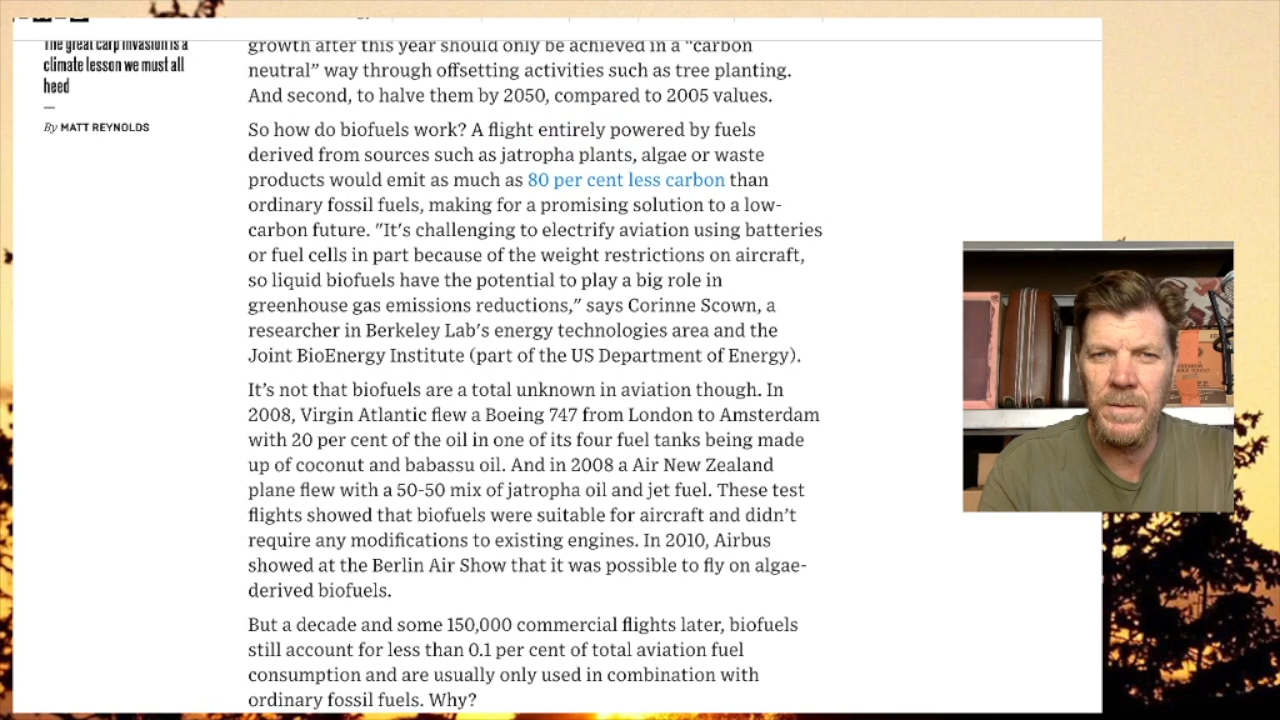 The great carp invasion is a
climate lesson we must all
heed
By MATT REYNOLDS
growth after this year should only be achieved in a “carbon
neutral” way through offsetting activities such as tree planting.
And second, to halve them by 2050, compared to 2005 values.
So how do biofuels work? A flight entirely powered by fuels
derived from sources such as jatropha plants, algae or waste
products would emit as much as 80 per cent less carbon than
ordinary fossil fuels, making for a promising solution to a low-
carbon future. "It's challenging to electrify aviation using batteries
or fuel cells in part because of the weight restrictions on aircraft,
so liquid biofuels have the potential to play a big role in
greenhouse gas emissions reductions," says Corinne Scown, a
researcher in Berkeley Lab's energy technologies area and the
Joint BioEnergy Institute (part of the US Department of Energy).
It’s not that biofuels are a total unknown in aviation though. In
2008, Virgin Atlantic flew a Boeing 747 from London to Amsterdam
with 20 per cent of the oil in one of its four fuel tanks being made
up of coconut and babassu oil. And in 2008 a Air New Zealand
plane flew with a 50-50 mix of jatropha oil and jet fuel. These test
flights showed that biofuels were suitable for aircraft and didn’t
require any modifications to existing engines. In 2010, Airbus
showed at the Berlin Air Show that it was possible to fly on algae-
derived biofuels.
But a decade and some 150,000 commercial flights later, biofuels
still account for less than 0.1 per cent of total aviation fuel
consumption and are usually only used in combination with
ordinary fossil fuels. Why?